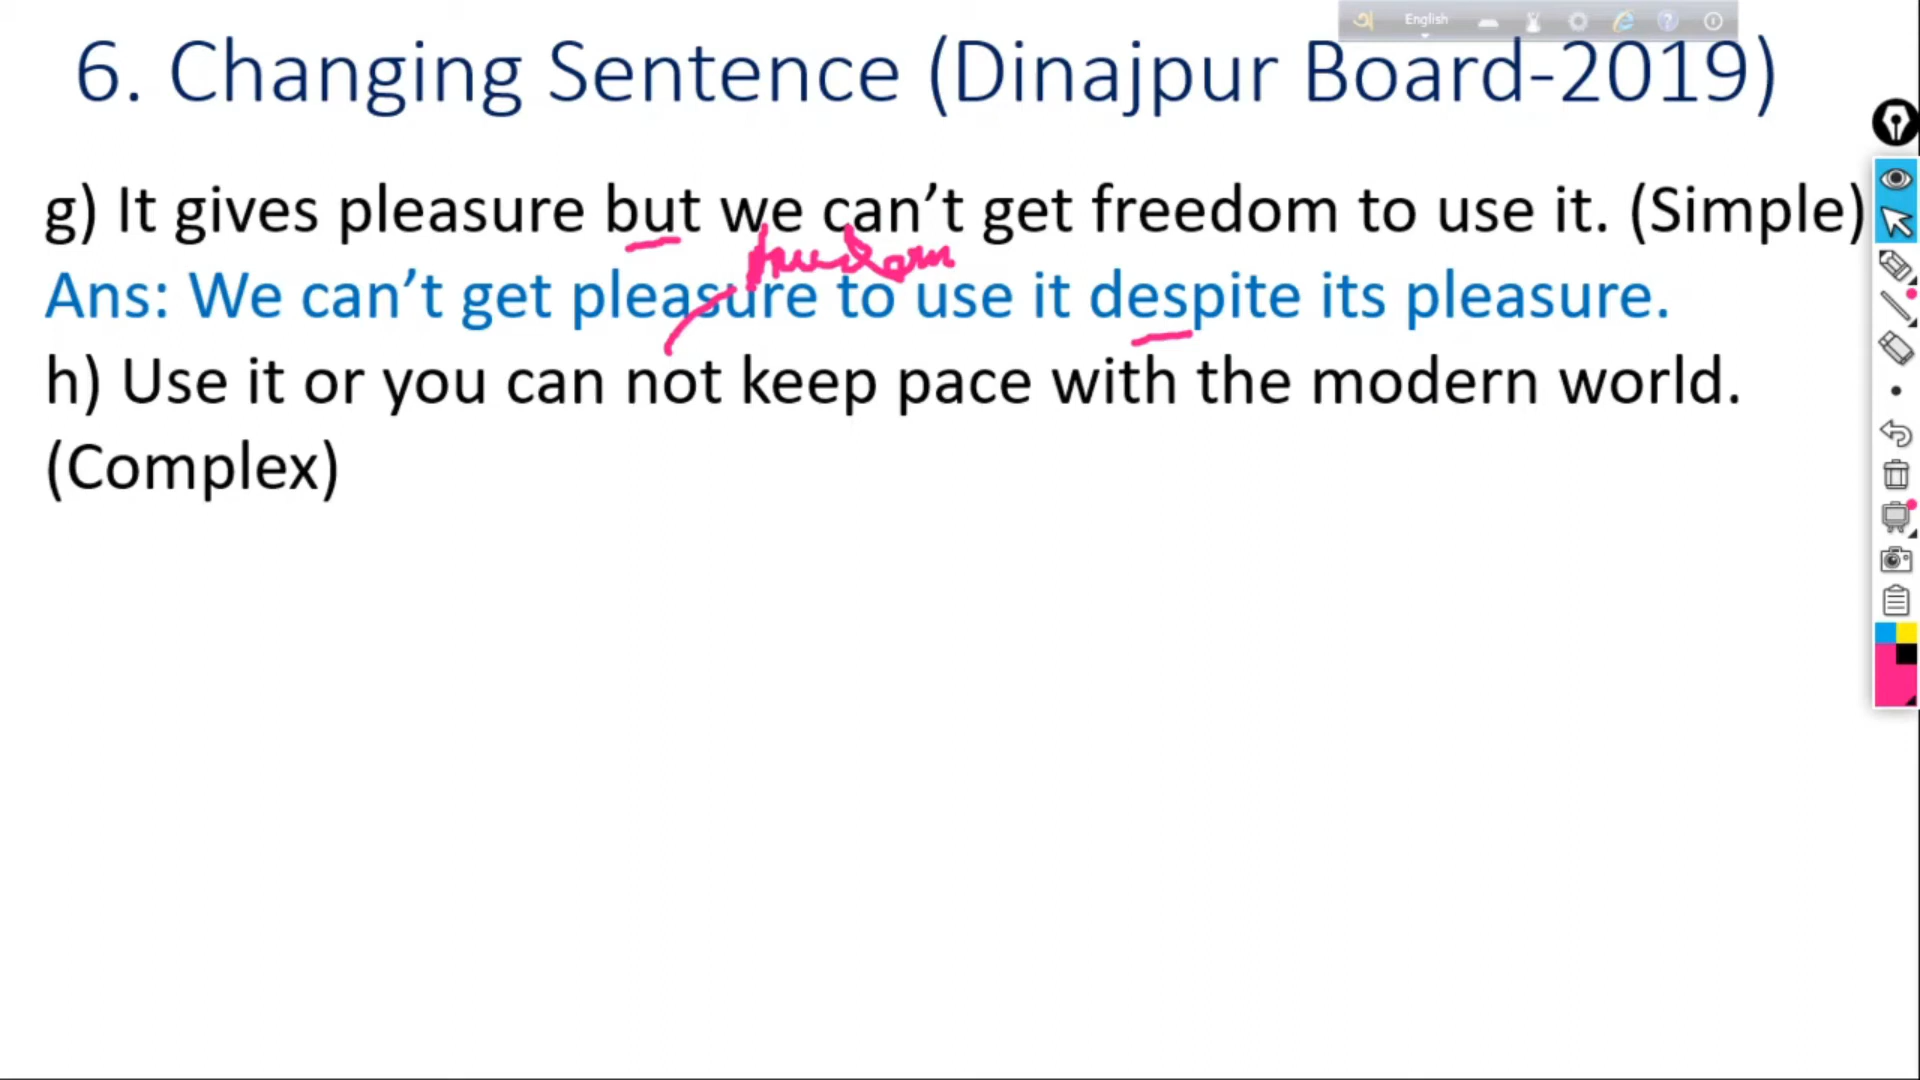 অ English
6. Changing Sentence (Dinajpur Board-2019)
g) It gives pleasure but we can't get freedom to use it. (Simple)
freedom
Ans: We can't get pleasure to use it despite its pleasure.
h) Use it or you can not keep pace with the modern world.
(Complex)